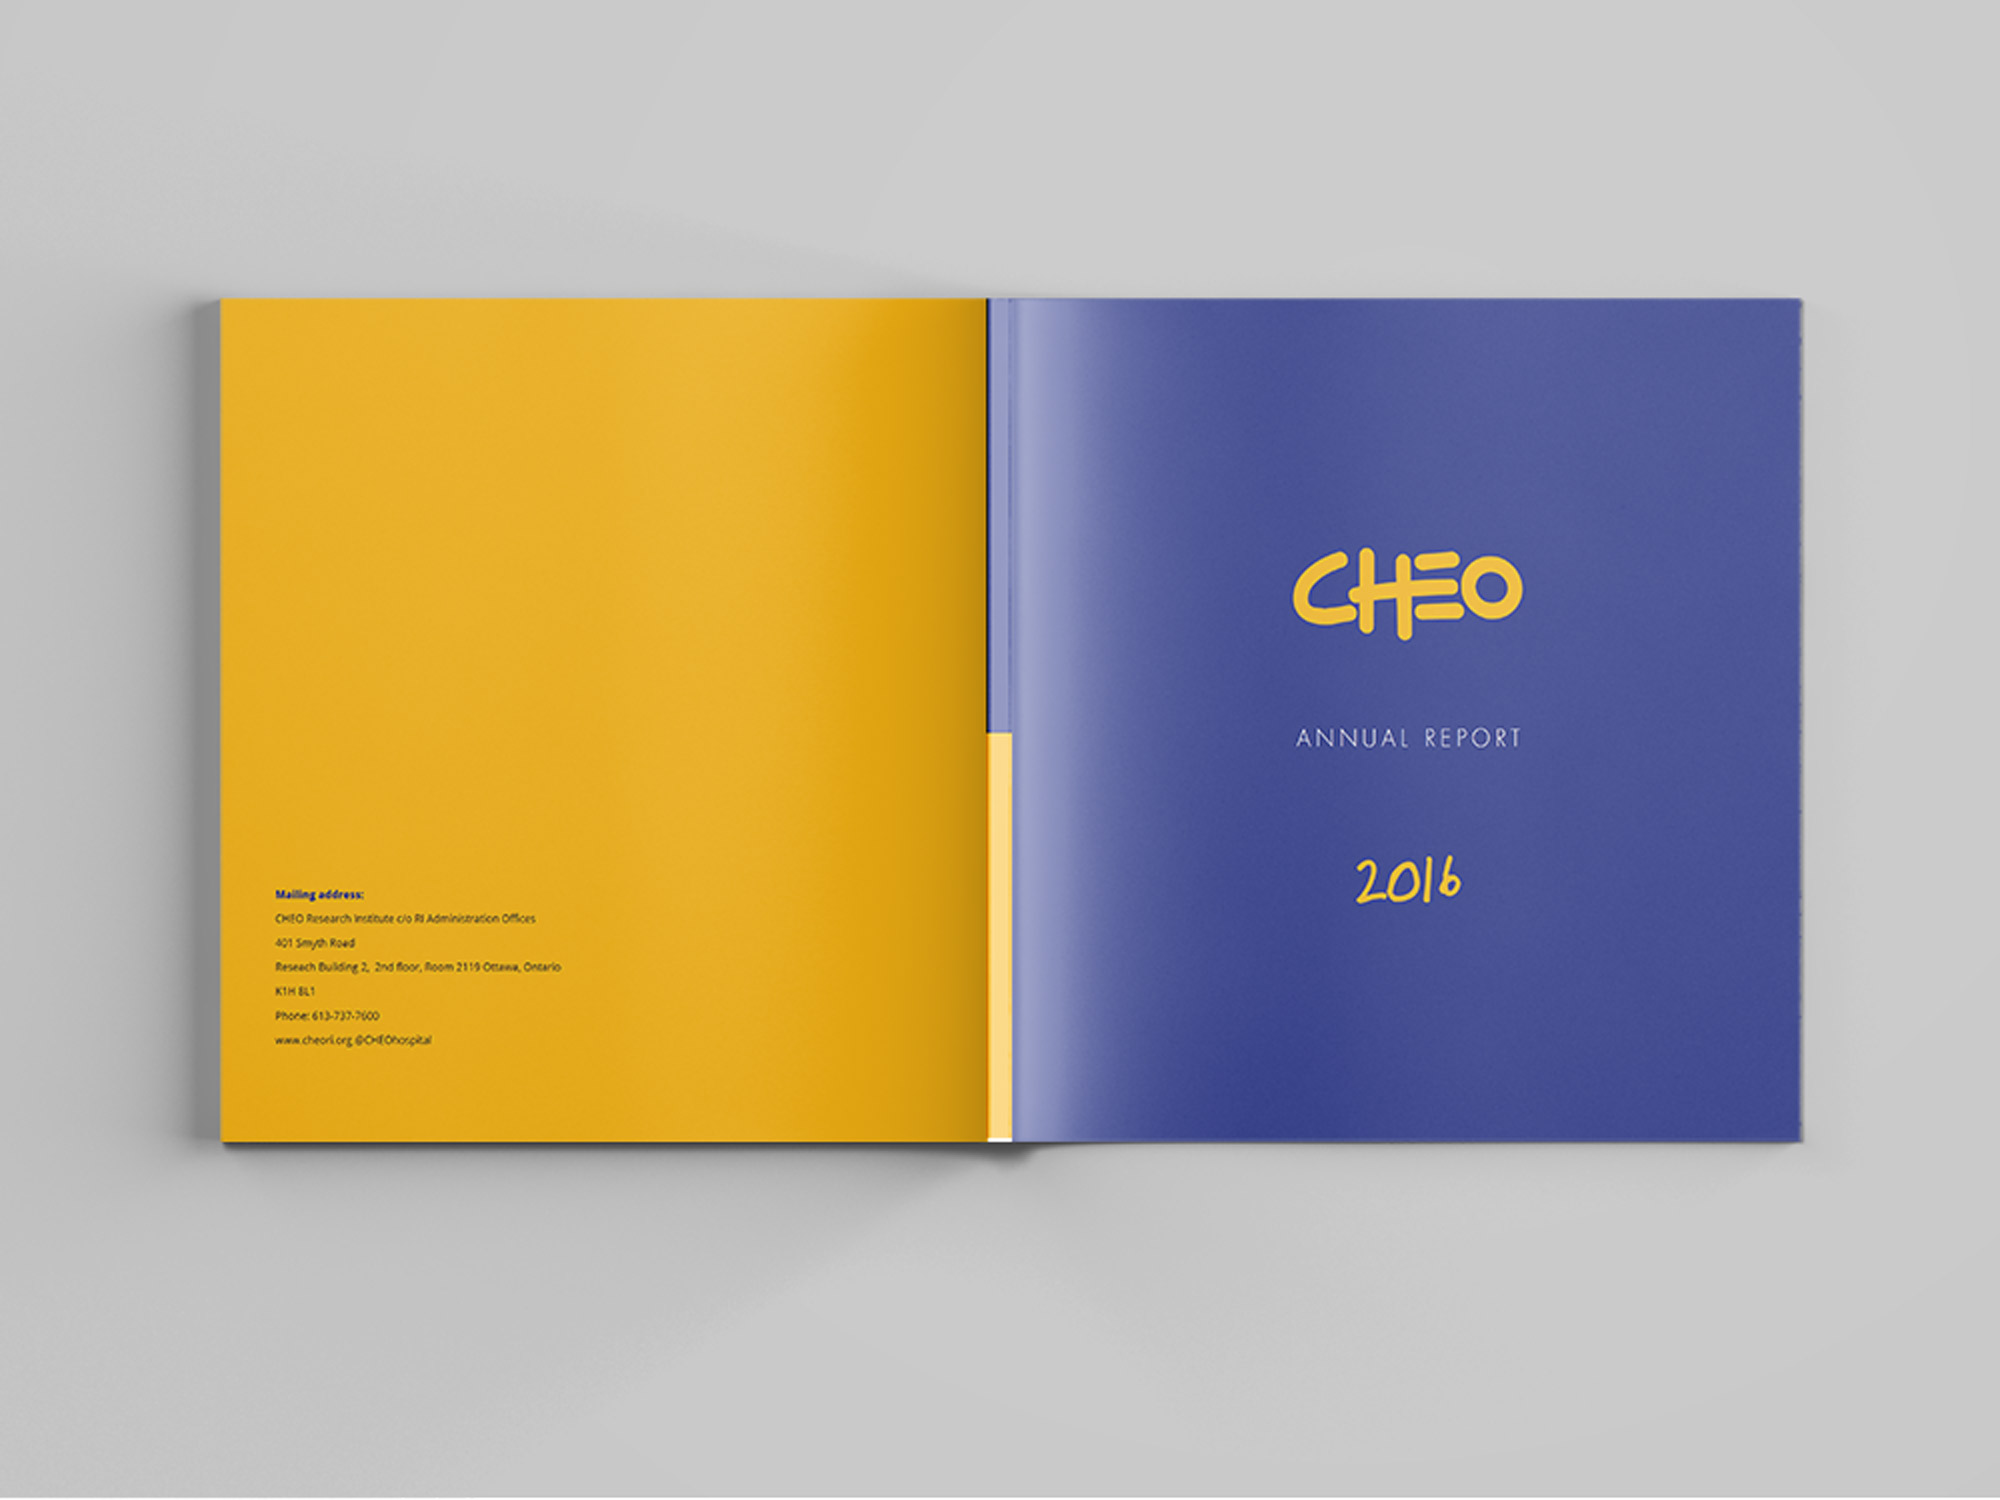 Mailing address:
CHEO Research Institute c/o RI Administration Offices
401 Smyth Road
Reseach Building 2, 2nd floor, Room 2119 Ottawa, Ontario
K1H 8L1
Phone: 613-737-7600
www.cheori.org @CHEOhospital
CHEO
ANNUAL REPORT
2016